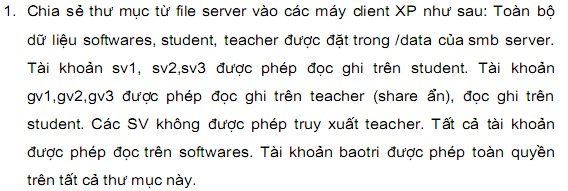 1. Chia sẻ thư mục từ file server vào các máy client XP như sau: Toàn bộ
dữ liệu softwares, student, teacher được đặt trong /data của smb server.
Tài khoản sv1, sv2,sv3 được phép đọc ghi trên student. Tài khoản
gv1,gv2,gv3 được phép đọc ghi trên teacher (share ẩn), đọc ghi trên
student. Các SV không được phép truy xuất teacher. Tất cả tài khoản
được phép đọc trên softwares. Tài khoản baotri được phép toàn quyền
trên tất cả thư mục này.